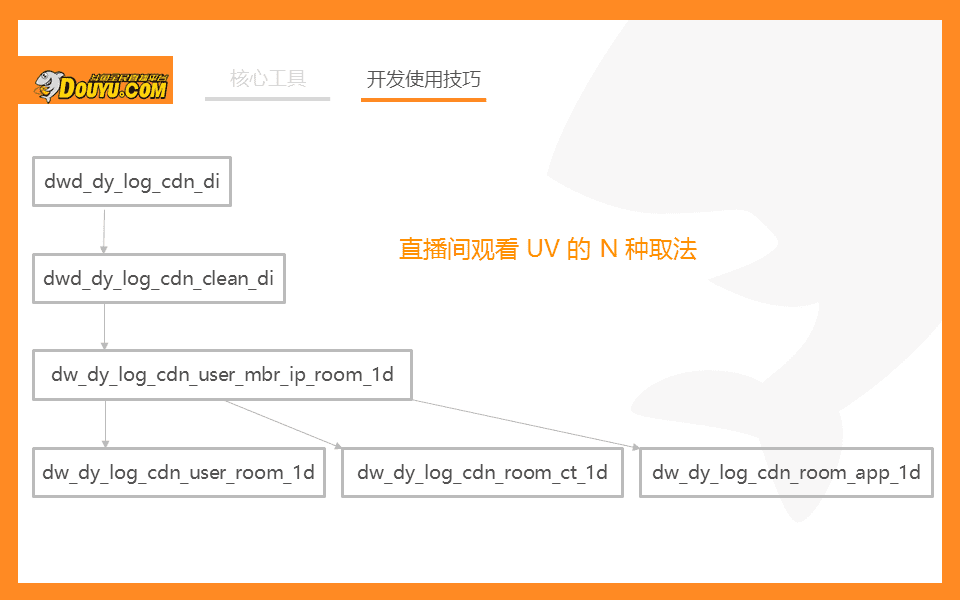 斗鱼全民直播平台
DOUYU.COM
核心工具
开发使用技巧
dwd_dy_log_cdn_di
直播间观看 UV 的 N 种取法
dwd_dy_log_cdn_clean_di
dw_dy_log_cdn_user_mbr_ip_room_1d
dw_dy_log_cdn_user_room_1d
dw_dy_log_cdn_room_ct_1d
dw_dy_log_cdn_room_app_1d